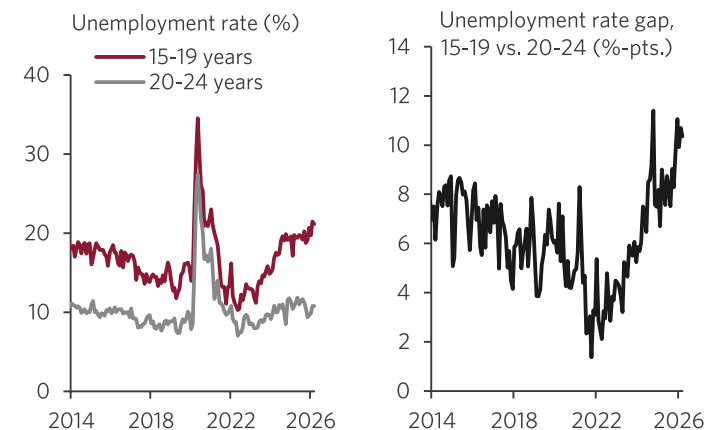 Unemployment rate (%)
15-19 years
20-24 years
40
30
20
10
0
2014 2018 2022 2026
Unemployment rate gap,
15-19 vs. 20-24 (%-pts.)
14
12
10
8
6
4
2
0
2014 2018 2022 2026